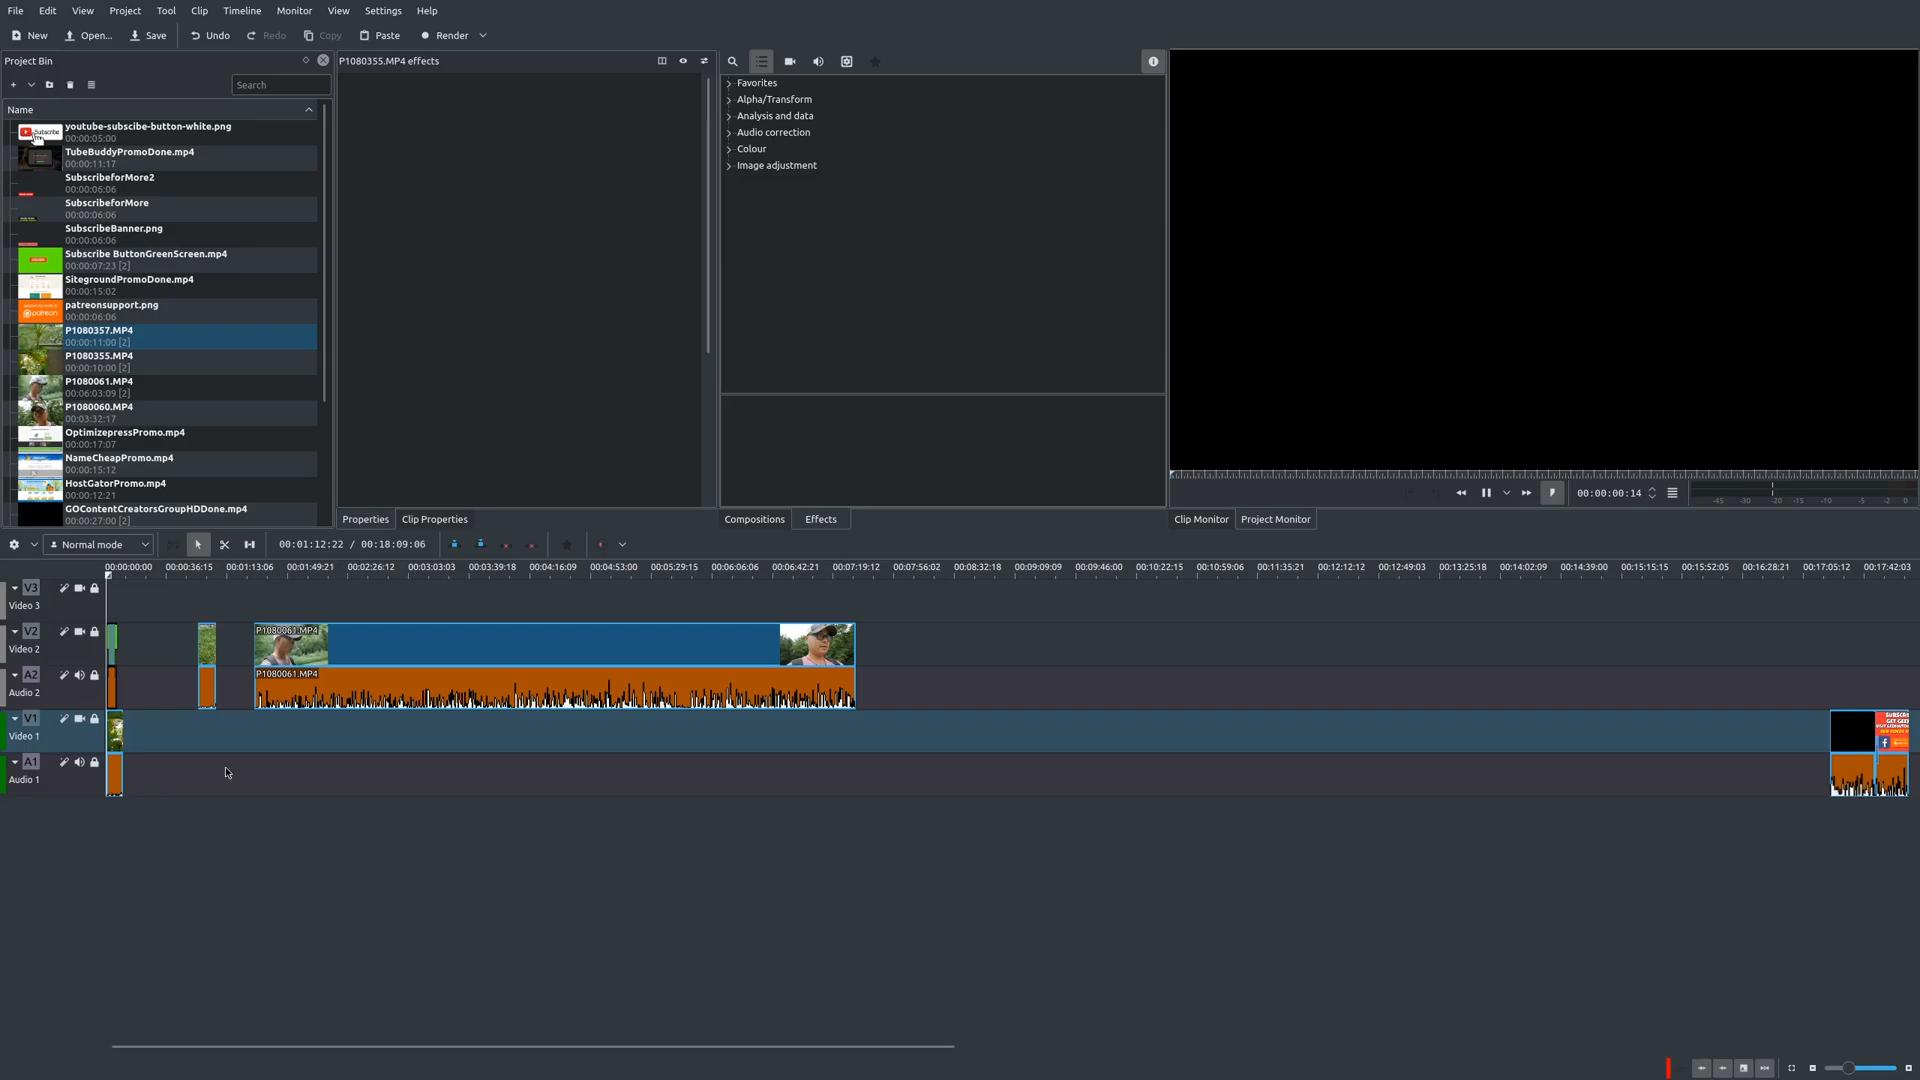 File Edit View Project Tool Clip Timeline Monitor View Settings Help
New Open... Save Undo Redo Copy Paste Render
Project Bin
Search
Name
youtube-subscibe-button-white.png
00:00:05:00
TubeBuddyPromoDone.mp4
00:00:11:17
SubscribeforMore2
00:00:06:06
SubscribeforMore
00:00:06:06
SubscribeBanner.png
00:00:06:06
Subscribe ButtonGreenScreen.mp4
00:00:07:23 [2]
SitegroundPromoDone.mp4
00:00:15:02
patreonsupport.png
00:00:06:06
P1080357.MP4
00:00:11:00 [2]
P1080355.MP4
00:00:10:00 [2]
P1080061.MP4
00:06:03:09 [2]
P1080060.MP4
00:03:32:17
OptimizepressPromo.mp4
00:00:17:07
NameCheapPromo.mp4
00:00:15:12
HostGatorPromo.mp4
00:00:12:21
GOContentCreatorsGroupHDDone.mp4
00:00:27:00 [2]
P1080355.MP4 effects
Properties Clip Properties
Favorites
Alpha/Transform
Analysis and data
Audio correction
Colour
Image adjustment
Compositions Effects
00:00:00:14
-45 -30 -20 -15 -10 -5 -2 0
Clip Monitor Project Monitor
Normal mode
00:01:12:22 / 00:18:09:06
00:00:00:00 00:00:36:15 00:01:13:06 00:01:49:21 00:02:26:12 00:03:03:03 00:03:39:18 00:04:16:09 00:04:53:00 00:05:29:15 00:06:06:06 00:06:42:21 00:07:19:12 00:07:56:02 00:08:32:18 00:09:09:09 00:09:46:00 00:10:22:15 00:10:59:06 00:11:35:21 00:12:12:12 00:12:49:03 00:13:25:18 00:14:02:09 00:14:39:00 00:15:15:15 00:15:52:05 00:16:28:21 00:17:05:12 00:17:42:03
V3
Video 3
V2
Video 2
P1080061.MP4
A2
Audio 2
P1080061.MP4
V1
Video 1
A1
Audio 1